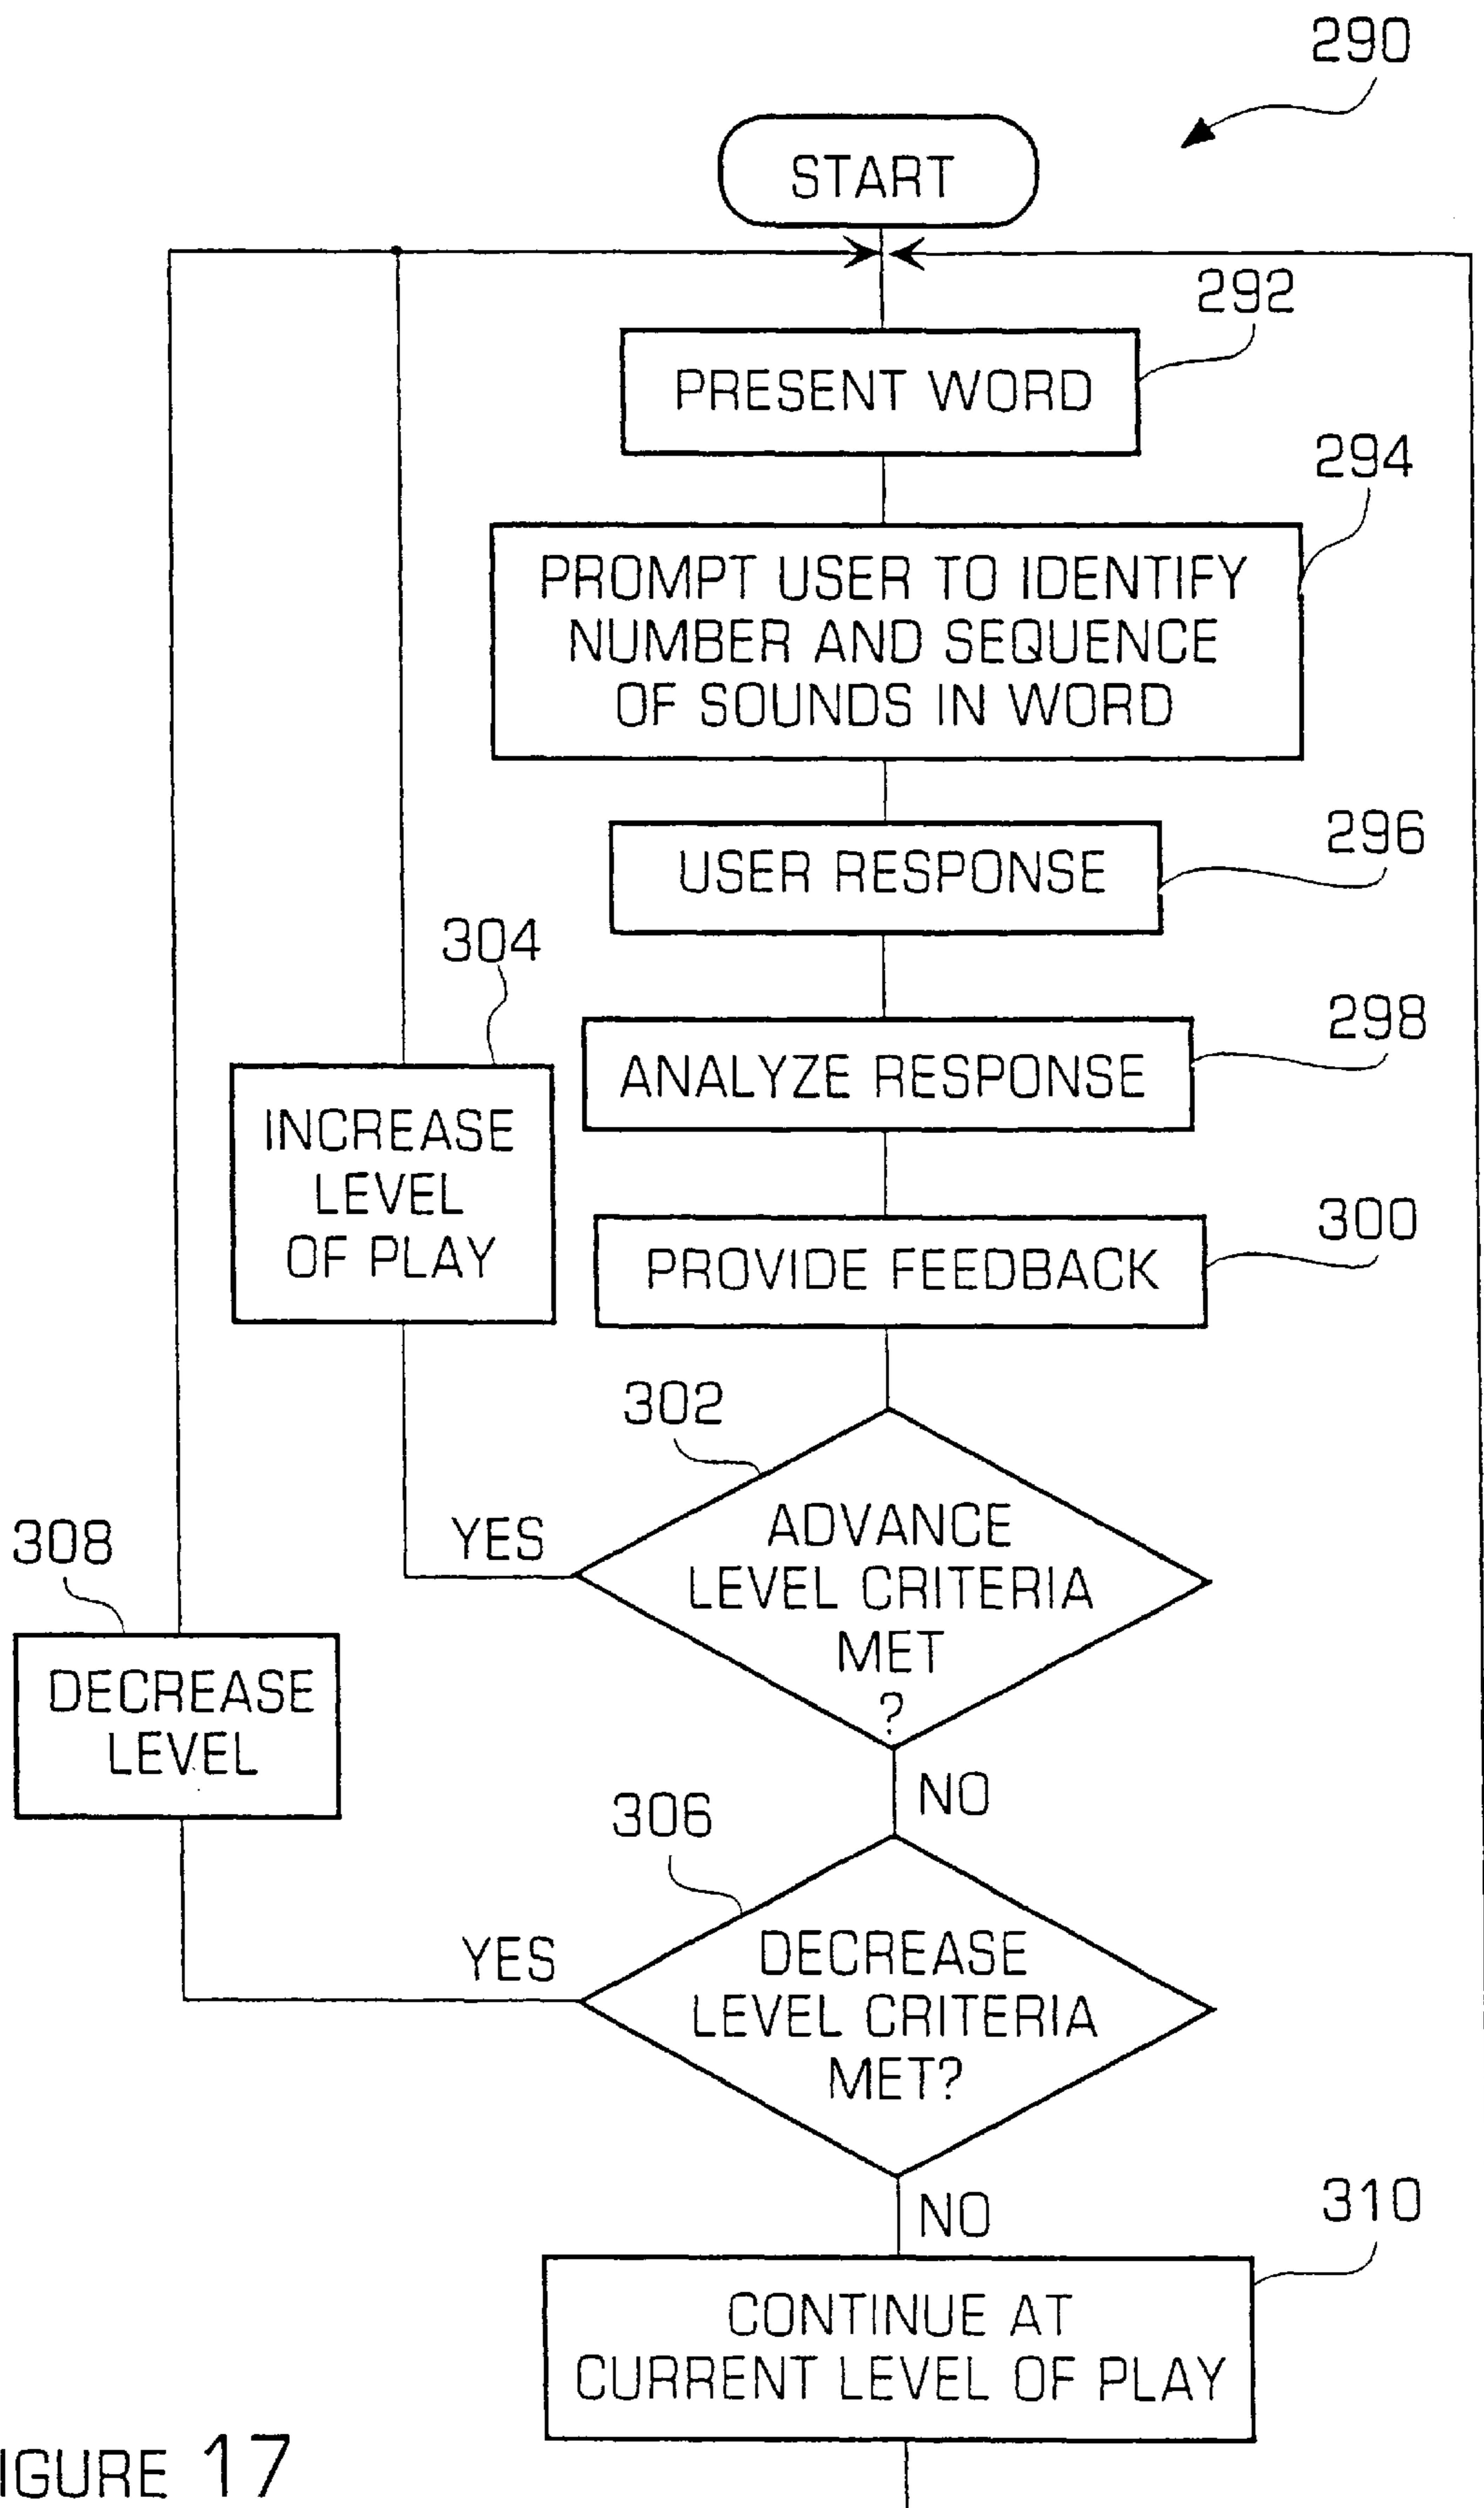 290
START
292
PRESENT WORD
294
PROMPT USER TO IDENTIFY
NUMBER AND SEQUENCE
OF SOUNDS IN WORD
296
USER RESPONSE
304
298
ANALYZE RESPONSE
INCREASE
LEVEL
OF PLAY
300
PROVIDE FEEDBACK
302
YES
ADVANCE
LEVEL CRITERIA
MET
?
308
DECREASE
LEVEL
NO
306
YES
DECREASE
LEVEL CRITERIA
MET?
NO
310
CONTINUE AT
CURRENT LEVEL OF PLAY
IGURE 17